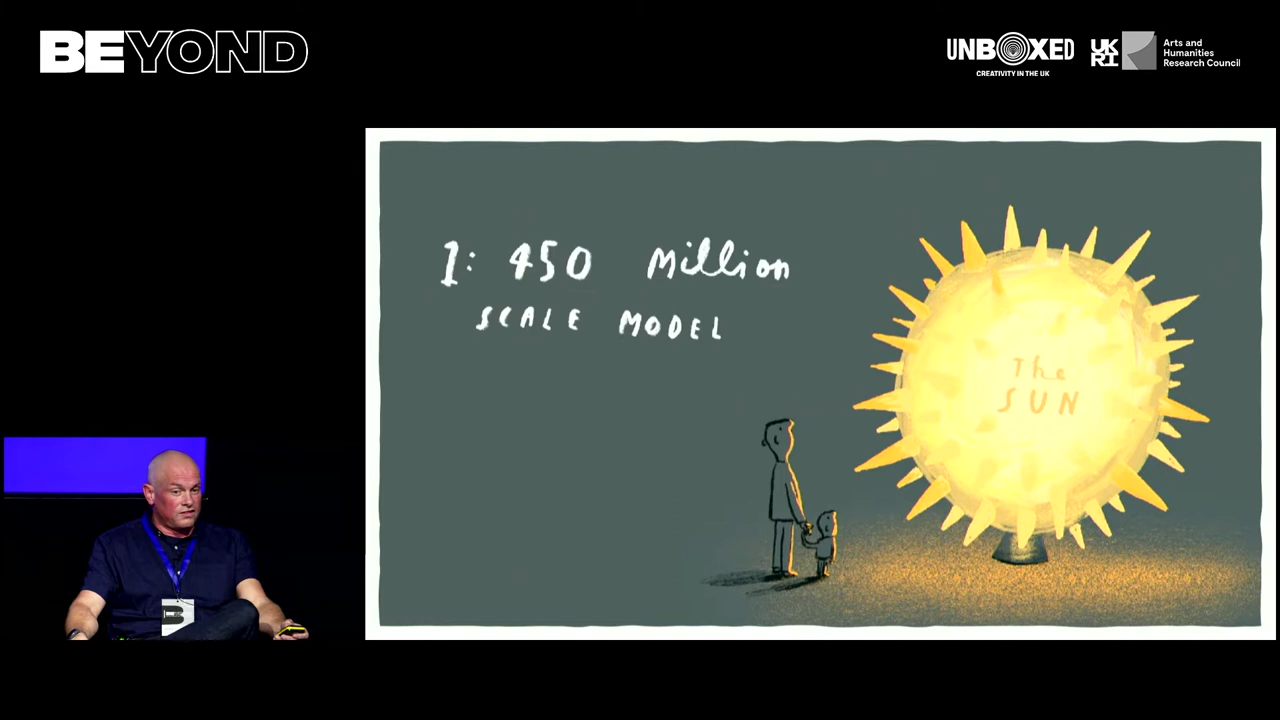 BEYOND
UNBOXED
CREATIVITY IN THE UK
UK
RI
Arts and
Humanities
Research Council
1: 450 Million
SCALE MODEL
The
SUN
B